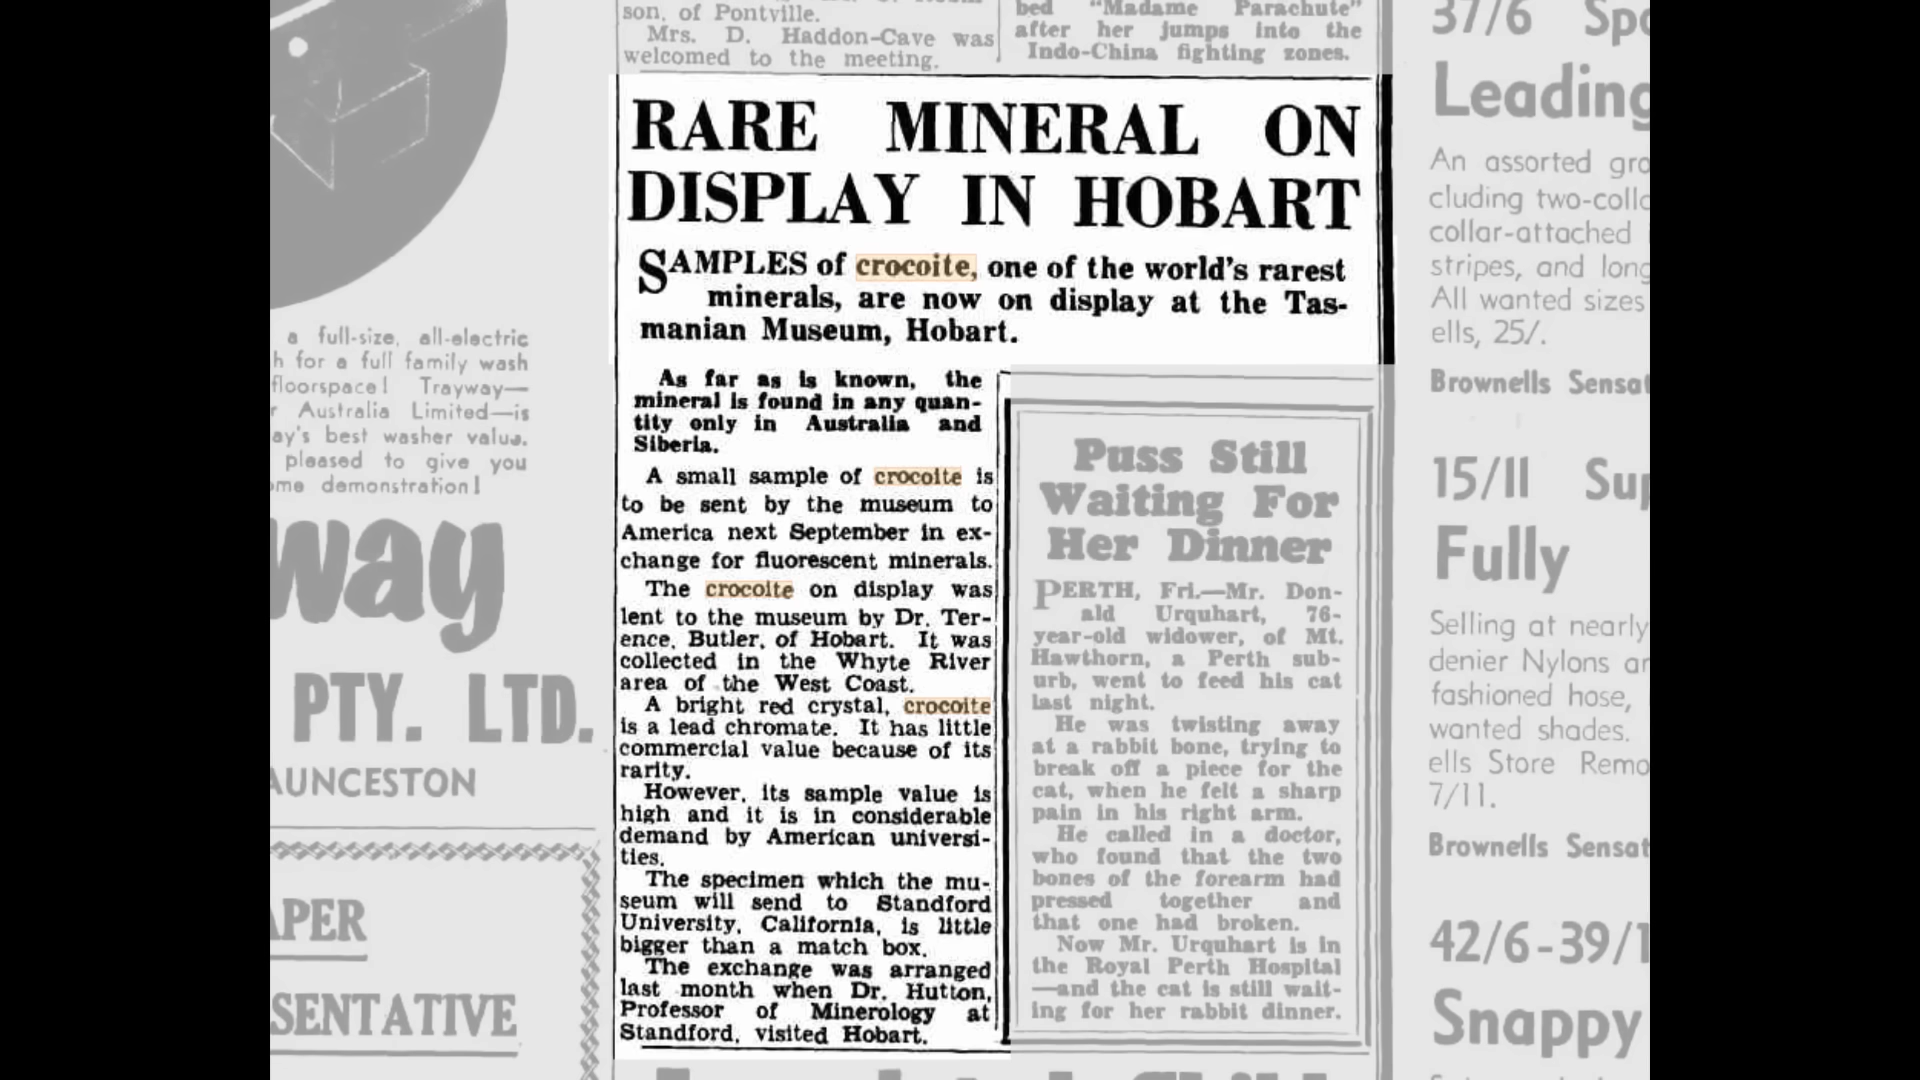 son, of Pontville.
Mrs. D. Haddon-Cave was
welcomed to the meeting.
bed "Madame Parachute"
after her jumps into the
Indo-China fighting zones.
RARE MINERAL ON
DISPLAY IN HOBART
SAMPLES of crocoite, one of the world's rarest
minerals, are now on display at the Tas-
manian Museum, Hobart.
As far as is known, the
mineral is found in any quan-
tity only in Australia and
Siberia.
A small sample of crocoite is
to be sent by the museum to
America next September in ex-
change for fluorescent minerals.
The crocoite on display was
lent to the museum by Dr. Ter-
ence, Butler, of Hobart. It was
collected in the Whyte River
area of the West Coast.
A bright red crystal, crocoite
is a lead chromate. It has little
commercial value because of its
rarity.
However, its sample value is
high and it is in considerable
demand by American universi-
ties.
The specimen which the mu-
seum will send to Standford
University, California, is little
bigger than a match box.
The exchange was arranged
last month when Dr. Hutton,
Professor of Minerology at
Standford, visited Hobart.
Puss Still
Waiting For
Her Dinner
PERTH, Fri.—Mr. Don-
ald Urquhart, 76-
year-old widower, of Mt.
Hawthorn, a Perth sub-
urb, went to feed his cat
last night.
He was twisting away
at a rabbit bone, trying to
break off a piece for the
cat, when he felt a sharp
pain in his right arm.
He called in a doctor,
who found that the two
bones of the forearm had
pressed together and
that one had broken.
Now Mr. Urquhart is in
the Royal Perth Hospital
—and the cat is still wait-
ing for her rabbit dinner.
a full-size, all-electric
h for a full family wash
floorspace! Trayway—
r Australia Limited—is
ay's best washer value.
pleased to give you
me demonstration!
way
PTY. LTD.
AUNCESTON
APER
SENTATIVE
37/6 Spo
Leading
An assorted gro
cluding two-colla
collar-attached
stripes, and long
All wanted sizes
ells, 25/.
Brownells Sensat
15/11 Sup
Fully
Selling at nearly
denier Nylons ar
fashioned hose,
wanted shades.
ells Store Remo
7/11.
Brownells Sensat
42/6-39/1
Snappy